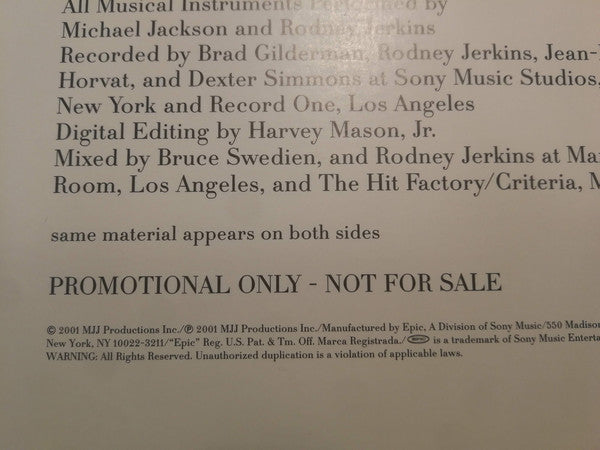 All Musical Instruments Performed by
Michael Jackson and Rodney Jerkins
Recorded by Brad Gilderman, Rodney Jerkins, Jean-
Horvat, and Dexter Simmons at Sony Music Studios,
New York and Record One, Los Angeles
Digital Editing by Harvey Mason, Jr.
Mixed by Bruce Swedien, and Rodney Jerkins at
Room, Los Angeles, and The Hit Factory/Criteria,
same material appears on both sides
PROMOTIONAL ONLY - NOT FOR SALE
© 2001 MJJ Productions Inc./℗ 2001 MJJ Productions Inc./Manufactured by Epic, A Division of Sony Music/550
New York, NY 10022-3211/"Epic" Reg. U.S. Pat. & Tm. Off. Marca Registrada./ is a trademark of Sony Music
WARNING: All Rights Reserved. Unauthorized duplication is a violation of applicable laws.